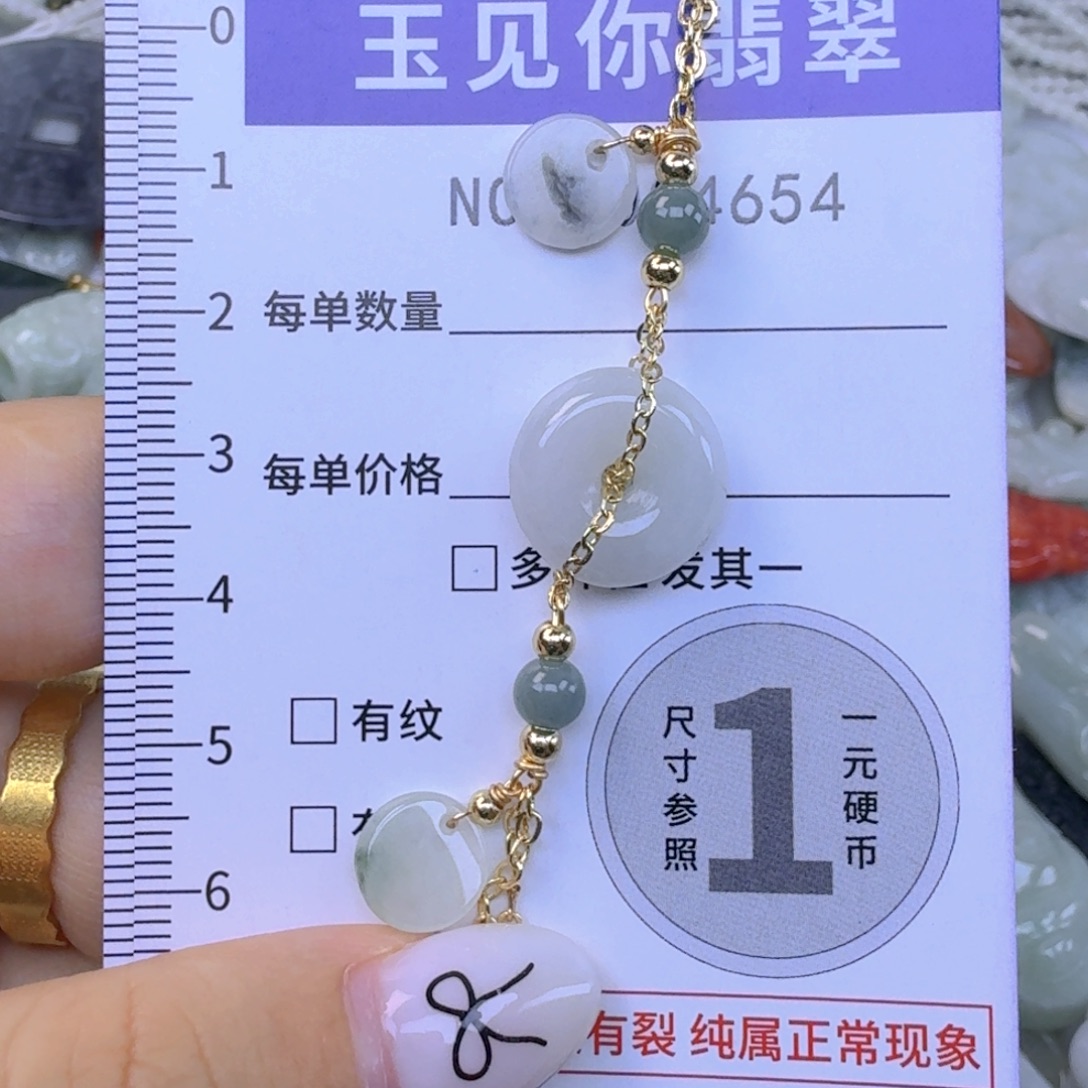 玉见你翡翠
0
1
NO 4654
2 每单数量
3 每单价格
多 发其一
4
有纹
5
6
尺寸参照
1
一元硬币
有裂 纯属正常现象